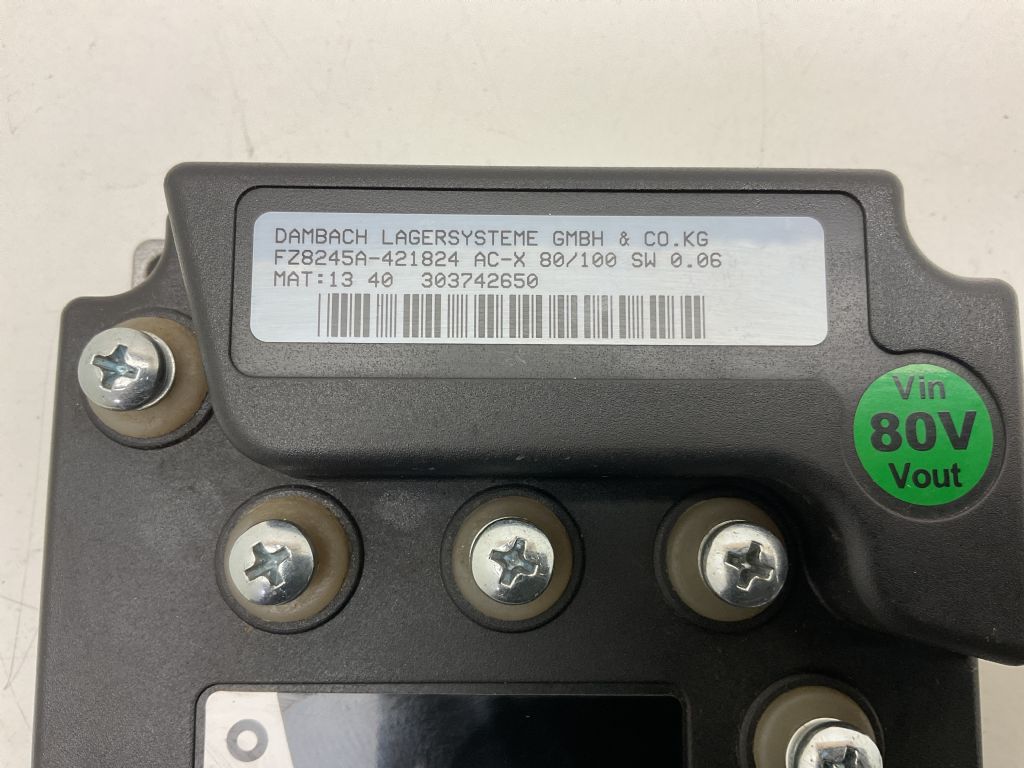 DAMBACH LAGERSYSTEME GMBH & CO.KG
FZ8245A-421824 AC-X 80/100 SW 0.06
MAT:13 40 303742650
Vin
80V
Vout